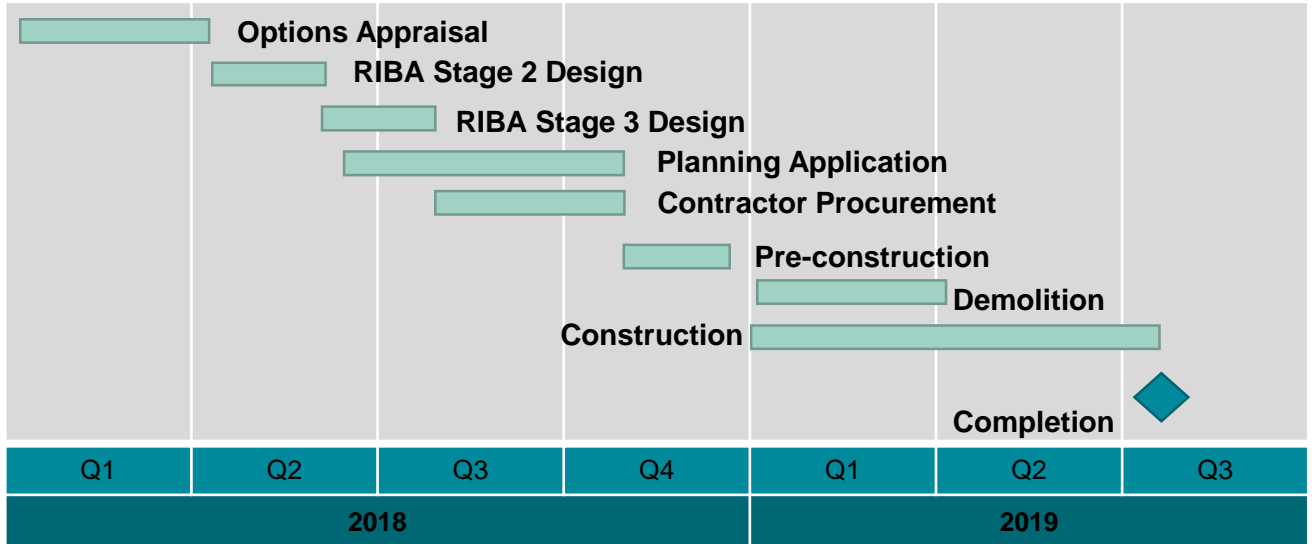 Options Appraisal
RIBA Stage 2 Design
RIBA Stage 3 Design
Planning Application
Contractor Procurement
Pre-construction
Demolition
Construction
Completion
Q1 Q2 Q3 Q4 Q1 Q2 Q3
2018 2019